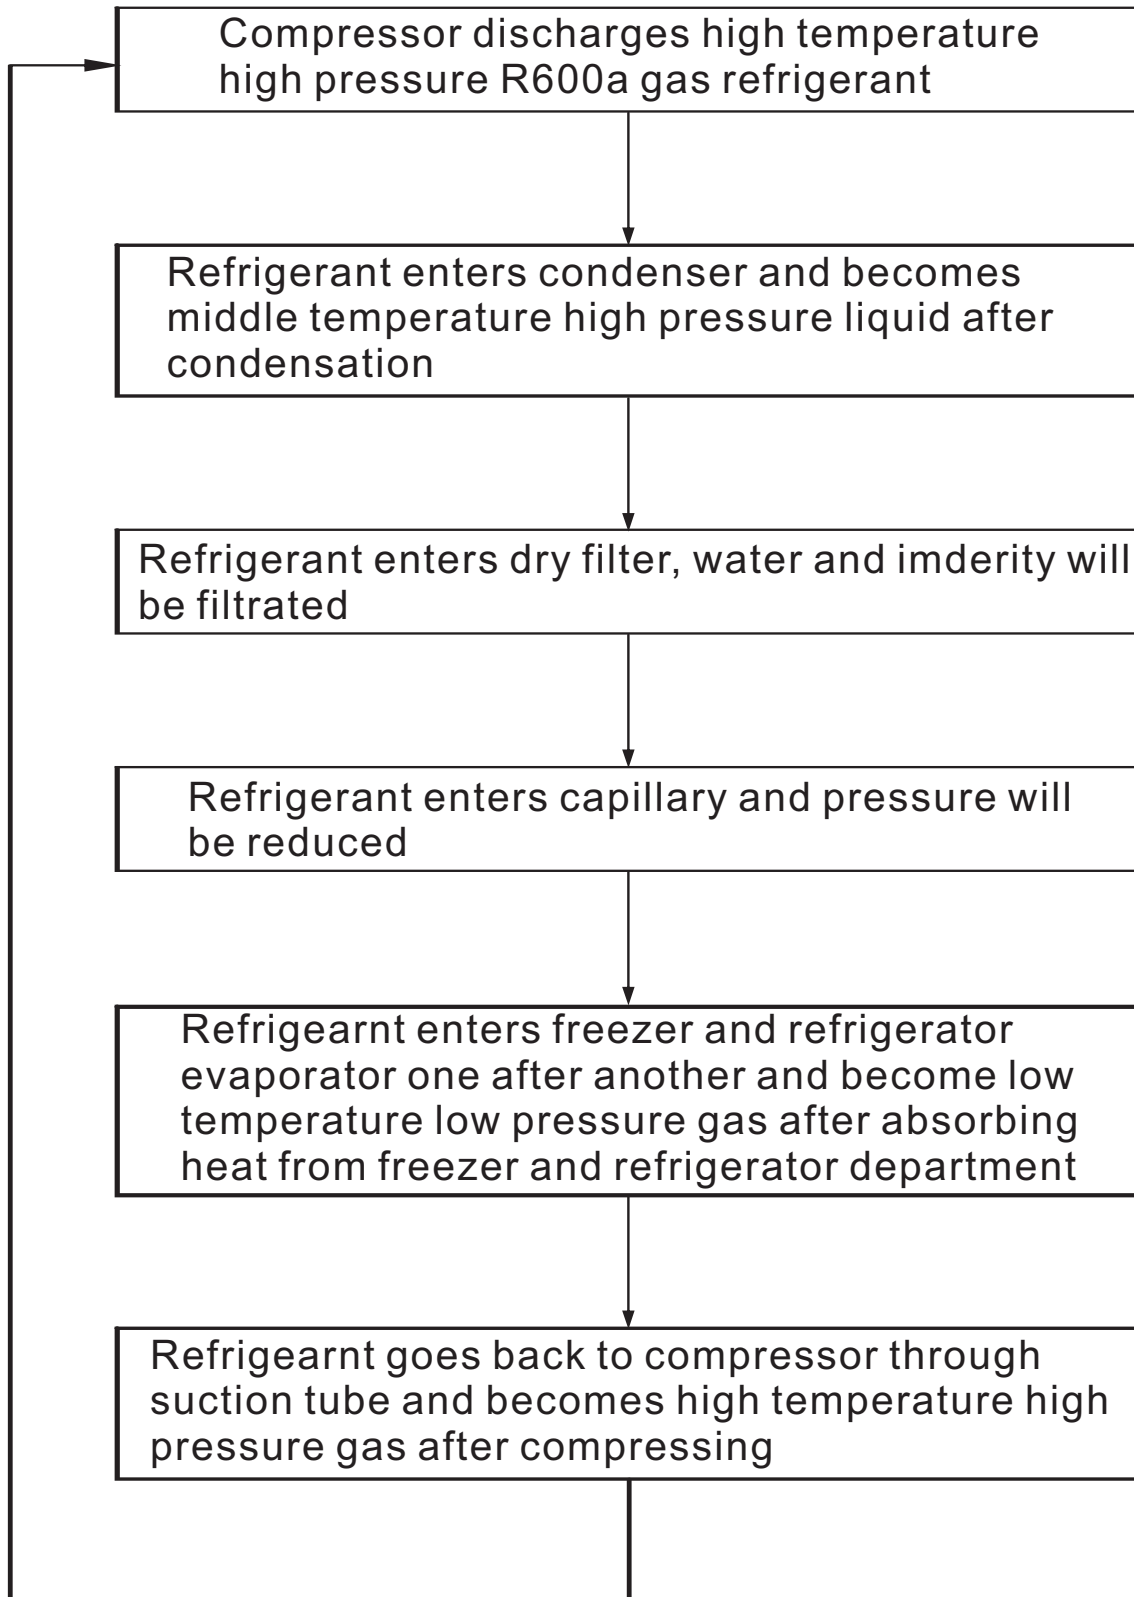 Compressor discharges high temperature
high pressure R600a gas refrigerant
Refrigerant enters condenser and becomes
middle temperature high pressure liquid after
condensation
Refrigerant enters dry filter, water and imderity will
be filtrated
Refrigerant enters capillary and pressure will
be reduced
Refrigearnt enters freezer and refrigerator
evaporator one after another and become low
temperature low pressure gas after absorbing
heat from freezer and refrigerator department
Refrigearnt goes back to compressor through
suction tube and becomes high temperature high
pressure gas after compressing